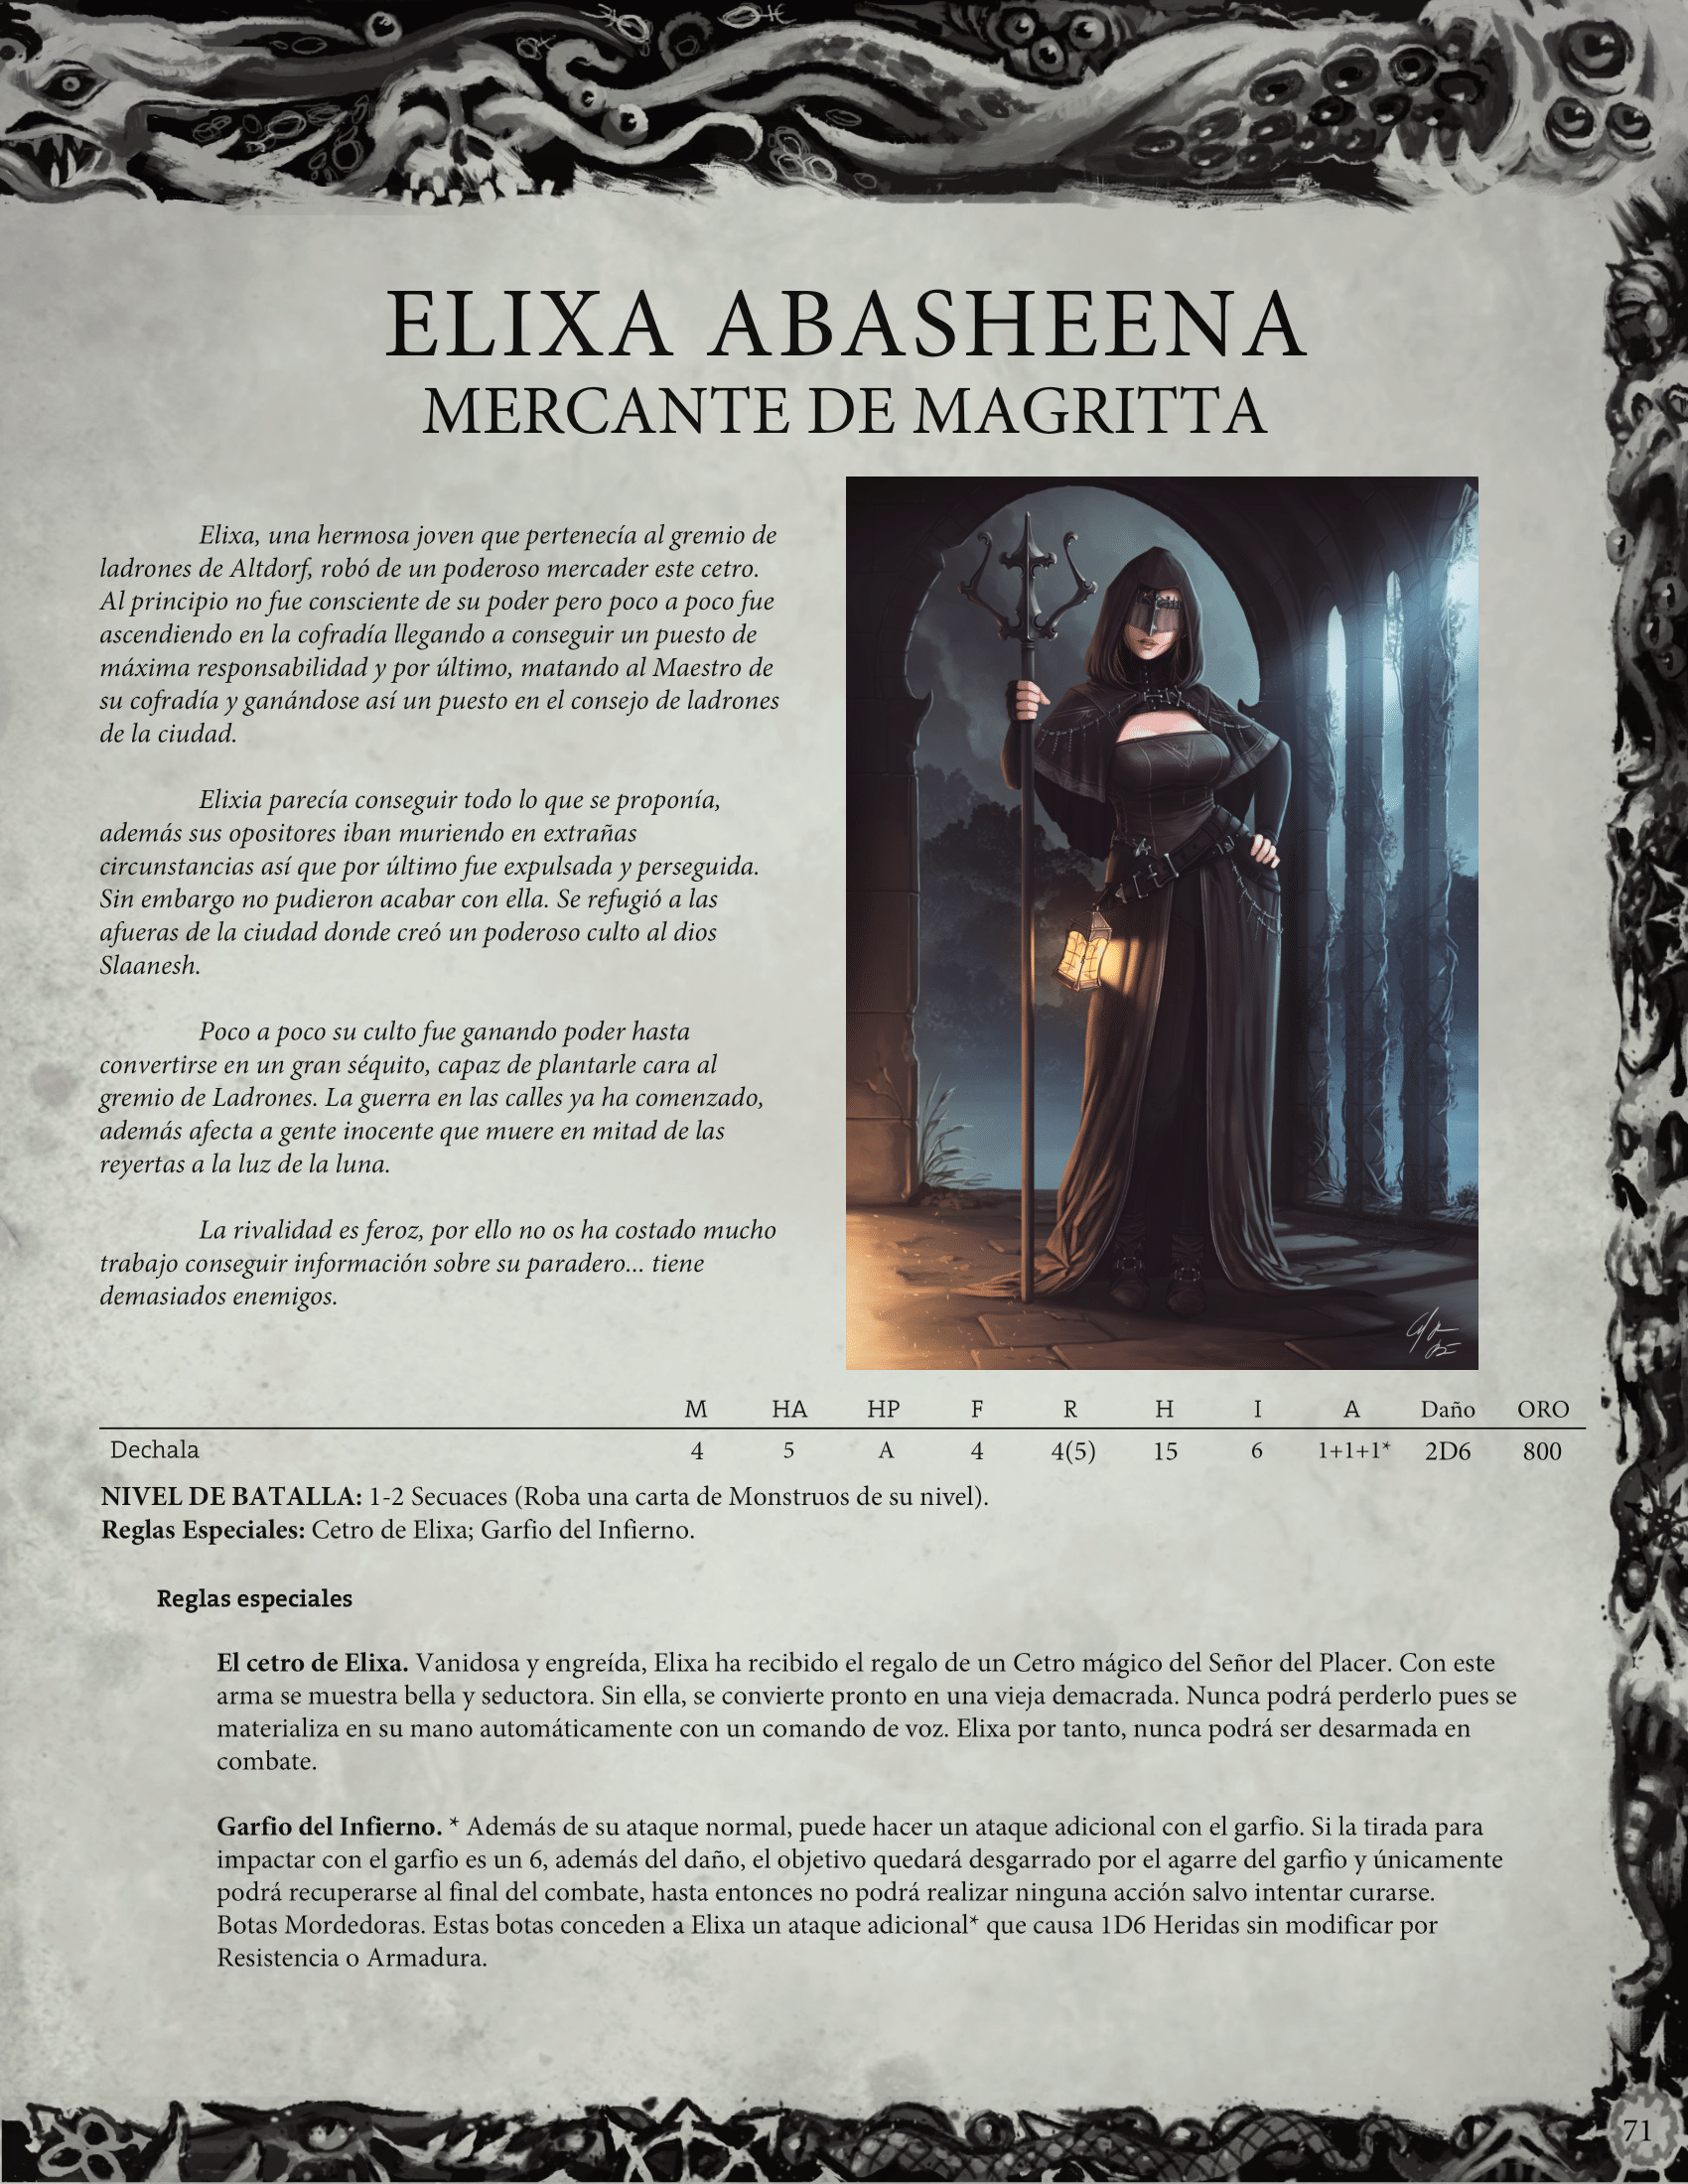 ELIXA ABASHEENA
MERCANTE DE MAGRITTA
Elixa, una hermosa joven que pertenecía al gremio de
ladrones de Altdorf, robó de un poderoso mercader este cetro.
Al principio no fue consciente de su poder pero poco a poco fue
ascendiendo en la cofradía llegando a conseguir un puesto de
máxima responsabilidad y por último, matando al Maestro de
su cofradía y ganándose así un puesto en el consejo de ladrones
de la ciudad.
Elixia parecía conseguir todo lo que se proponía,
además sus opositores iban muriendo en extrañas
circunstancias así que por último fue expulsada y perseguida.
Sin embargo no pudieron acabar con ella. Se refugió a las
afueras de la ciudad donde creó un poderoso culto al dios
Slaanesh.
Poco a poco su culto fue ganando poder hasta
convertirse en un gran séquito, capaz de plantarle cara al
gremio de Ladrones. La guerra en las calles ya ha comenzado,
además afecta a gente inocente que muere en mitad de las
reyertas a la luz de la luna.
La rivalidad es feroz, por ello no os ha costado mucho
trabajo conseguir información sobre su paradero... tiene
demasiados enemigos.
M HA HP F R H I A Daño ORO
Dechala 4 5 A 4 4(5) 15 6 1+1+1* 2D6 800
NIVEL DE BATALLA: 1-2 Secuaces (Roba una carta de Monstruos de su nivel).
Reglas Especiales: Cetro de Elixa; Garfio del Infierno.
Reglas especiales
El cetro de Elixa. Vanidosa y engreída, Elixa ha recibido el regalo de un Cetro mágico del Señor del Placer. Con este
arma se muestra bella y seductora. Sin ella, se convierte pronto en una vieja demacrada. Nunca podrá perderlo pues se
materializa en su mano automáticamente con un comando de voz. Elixa por tanto, nunca podrá ser desarmada en
combate.
Garfio del Infierno. * Además de su ataque normal, puede hacer un ataque adicional con el garfio. Si la tirada para
impactar con el garfio es un 6, además del daño, el objetivo quedará desgarrado por el agarre del garfio y únicamente
podrá recuperarse al final del combate, hasta entonces no podrá realizar ninguna acción salvo intentar curarse.
Botas Mordedoras. Estas botas conceden a Elixa un ataque adicional* que causa 1D6 Heridas sin modificar por
Resistencia o Armadura.
71